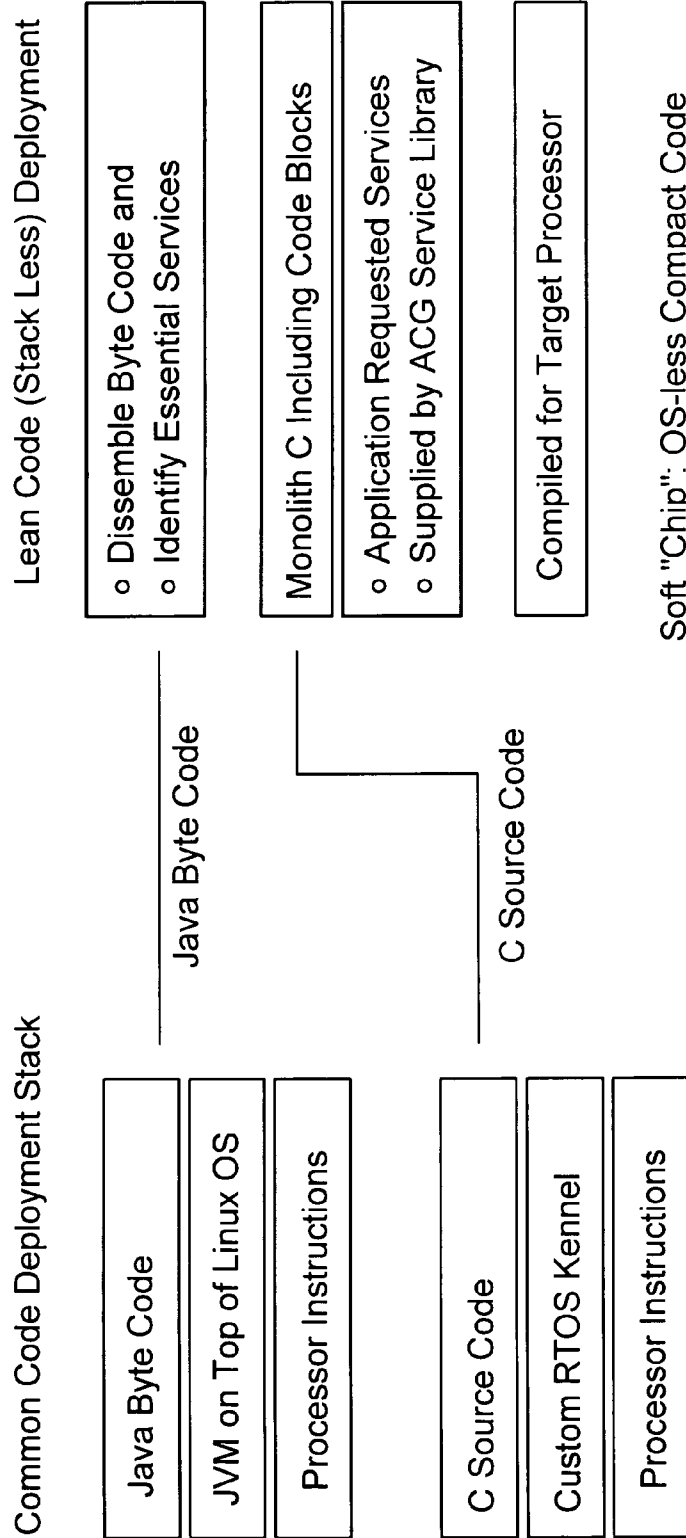 Common Code Deployment Stack
Java Byte Code
JVM on Top of Linux OS
Processor Instructions
C Source Code
Custom RTOS Kennel
Processor Instructions
Java Byte Code
C Source Code
Lean Code (Stack Less) Deployment
o Dissemble Byte Code and
o Identify Essential Services
Monolith C Including Code Blocks
o Application Requested Services
o Supplied by ACG Service Library
Compiled for Target Processor
Soft "Chip": OS-less Compact Code